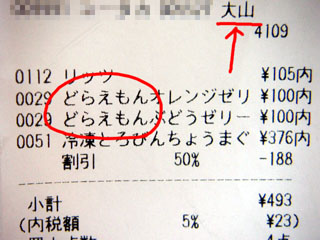 大山
4109
0112 リッツ ¥105内
0029 どらえもんオレンジゼリ ¥100内
0029 どらえもんぶどうゼリー ¥100内
0051 冷凍とろびんちょうまぐ ¥376内
割引 50% -188
小計 ¥493
(内税額 5% ¥23)